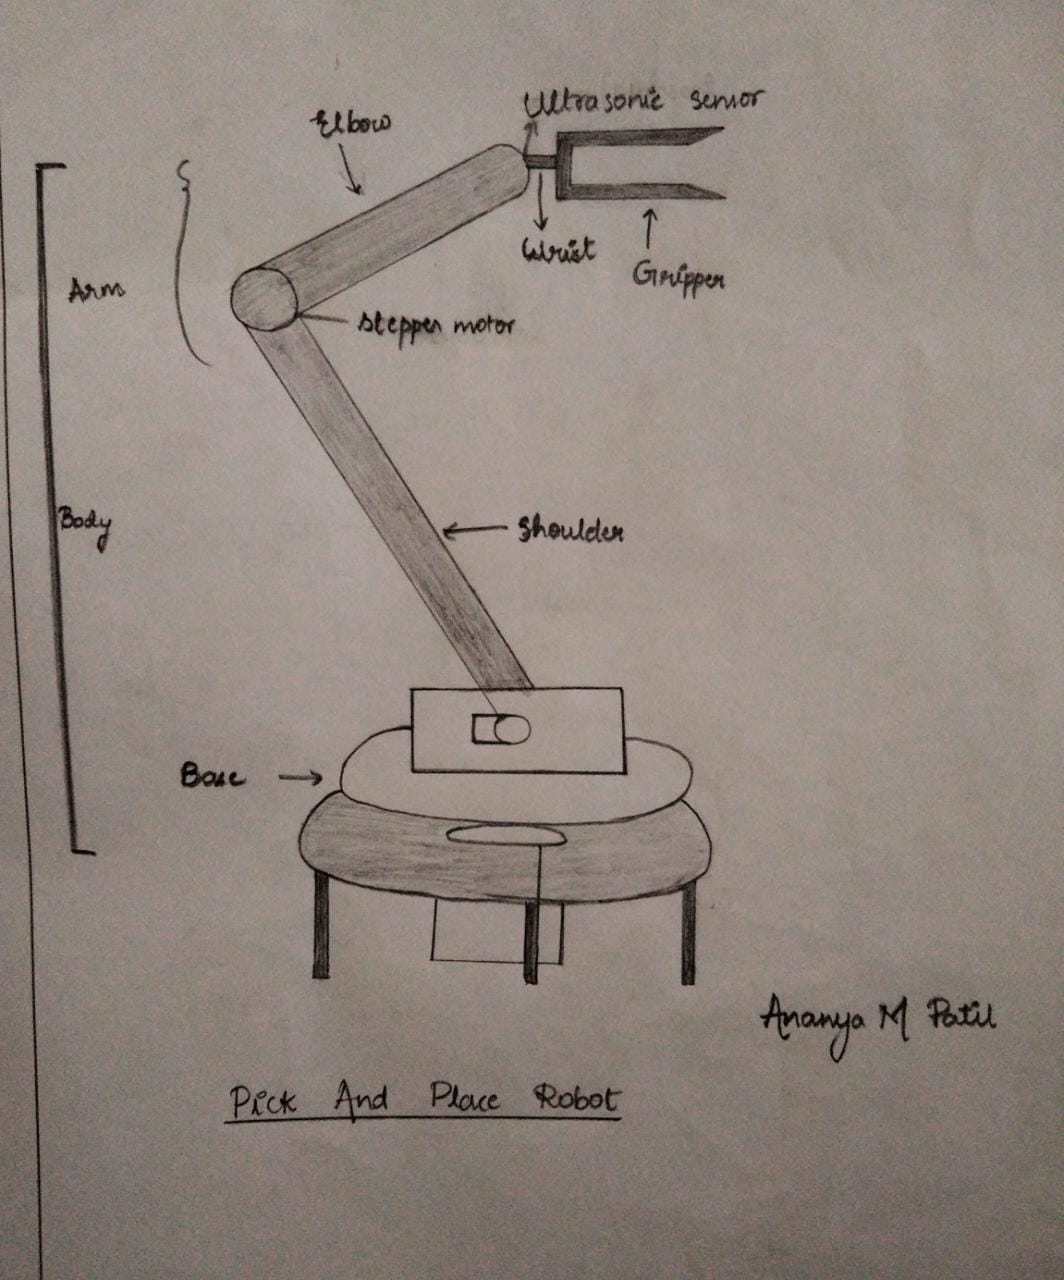 Ultrasonic sensor
Elbow
Wrist
Gripper
Arm
stepper motor
Body
Shoulder
Base
Ananya M Patil
Pick And Place Robot